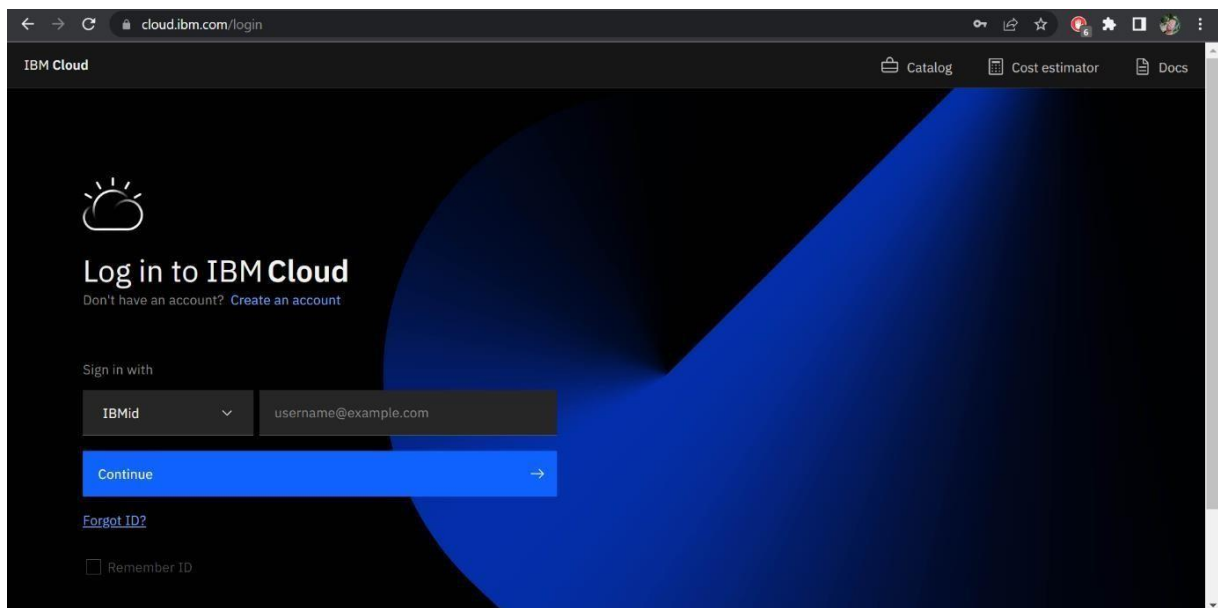 cloud.ibm.com/login
6
IBM Cloud
Catalog
Cost estimator
Docs
Log in to IBM Cloud
Don't have an account? Create an account
Sign in with
IBMid
username@example.com
Continue
Forgot ID?
Remember ID